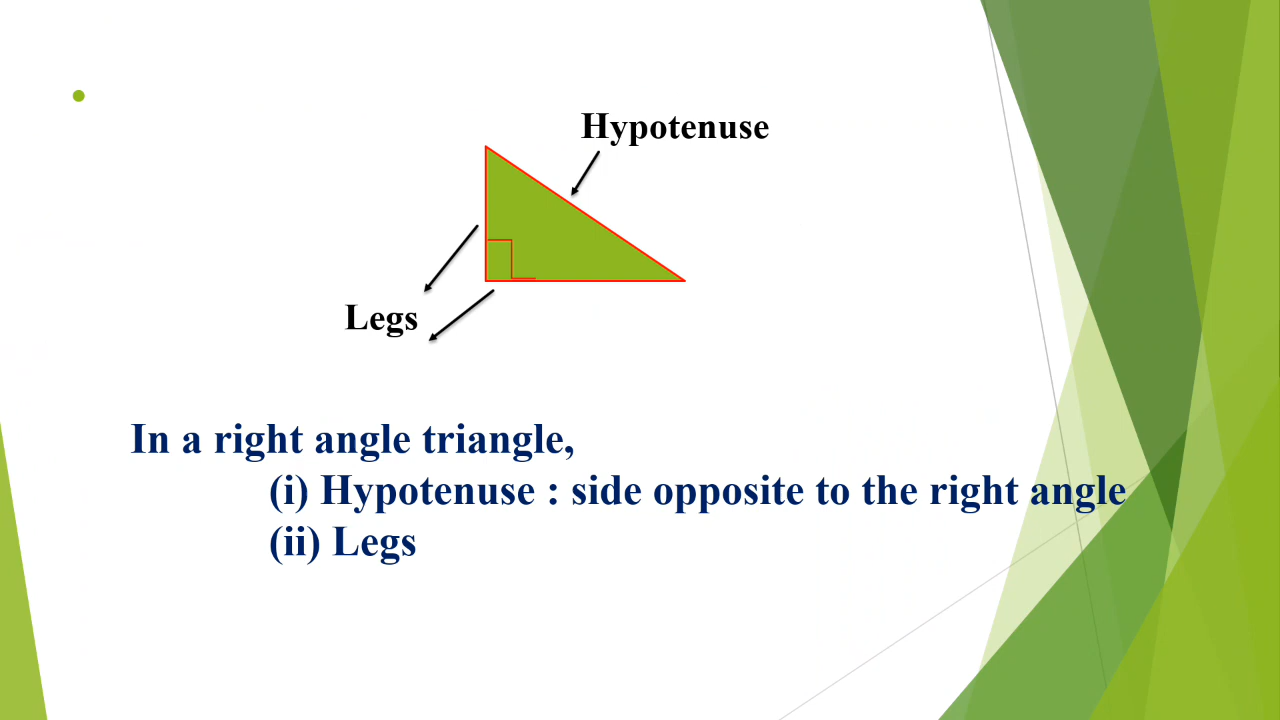 Hypotenuse
Legs
In a right angle triangle,
(i) Hypotenuse : side opposite to the right angle
(ii) Legs